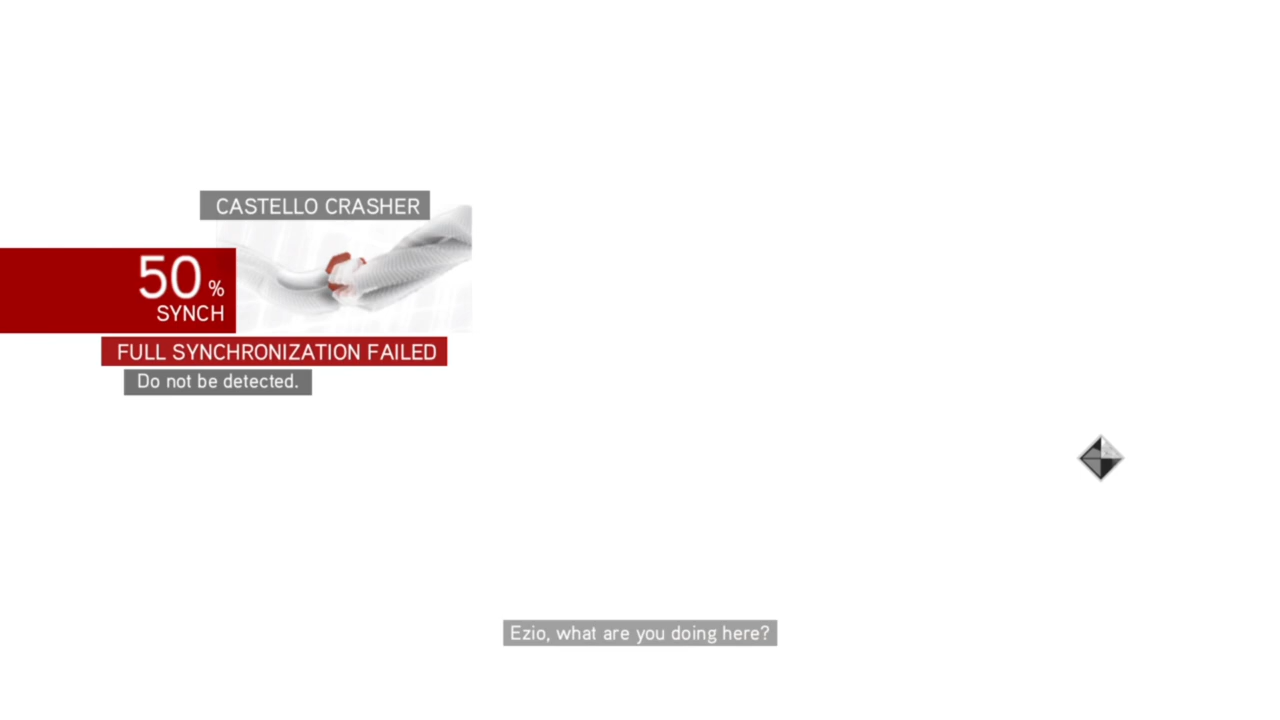 CASTELLO CRASHER
50 %
SYNCH
FULL SYNCHRONIZATION FAILED
Do not be detected.
Ezio, what are you doing here?